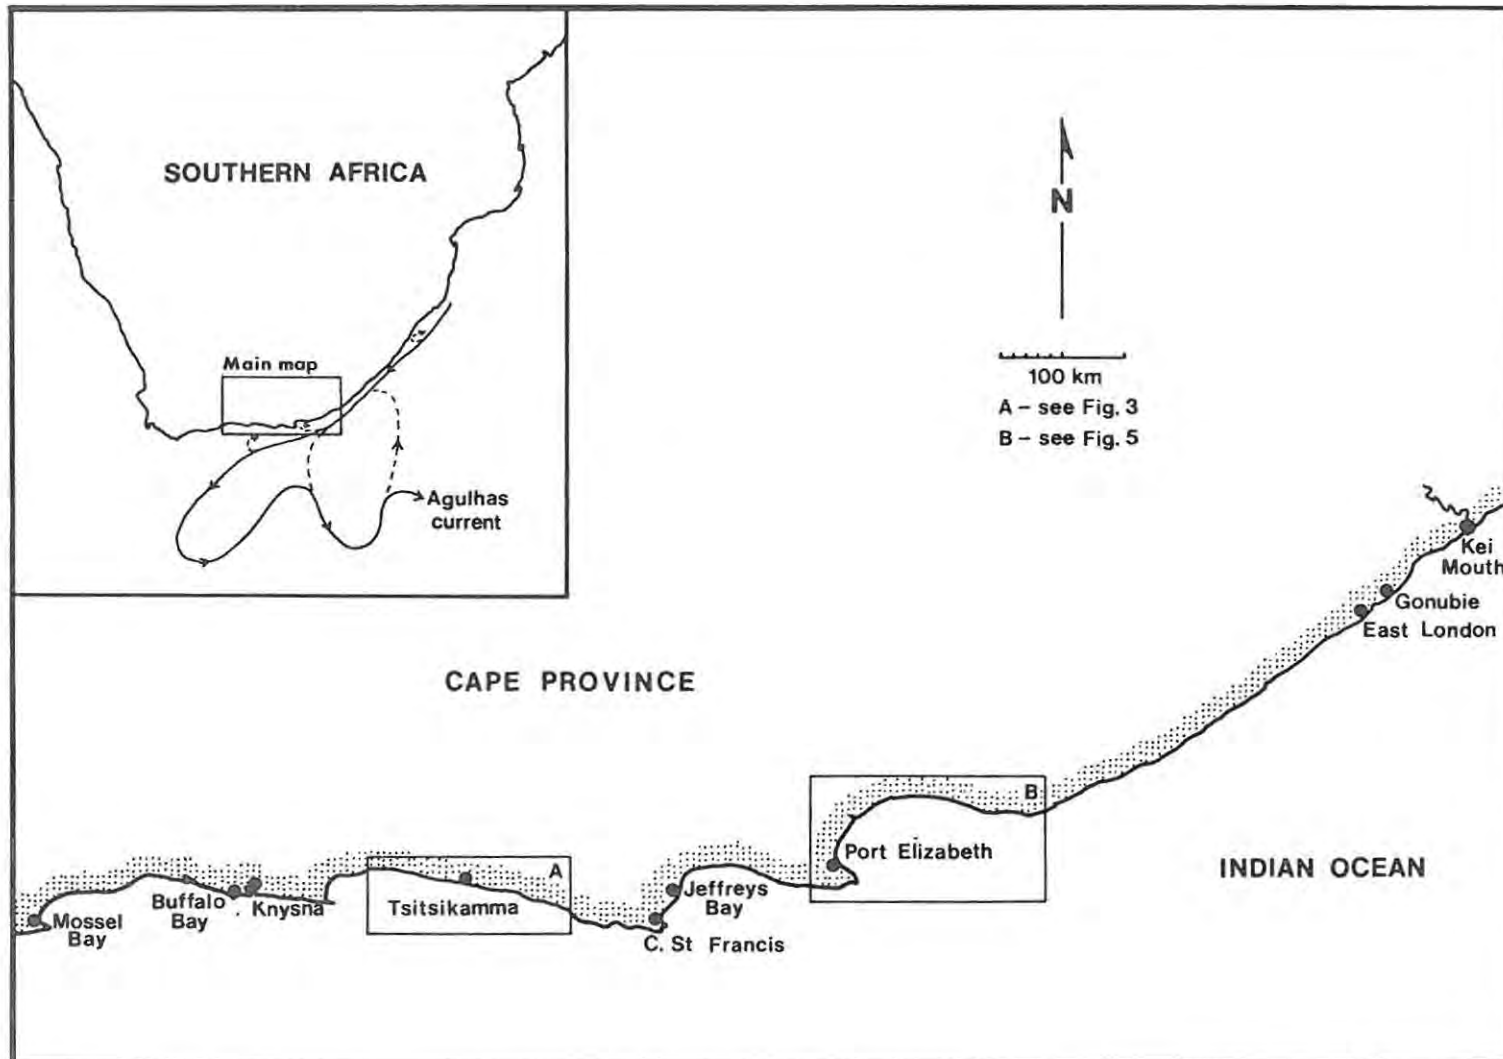 SOUTHERN AFRICA
Main map
Agulhas
current
N
100 km
A – see Fig. 3
B – see Fig. 5
Kei
Mouth
Gonubie
East London
CAPE PROVINCE
B
Port Elizabeth
INDIAN OCEAN
A
Tsitsikamma
Jeffreys
Bay
C. St Francis
Buffalo
Bay
Knysna
Mossel
Bay